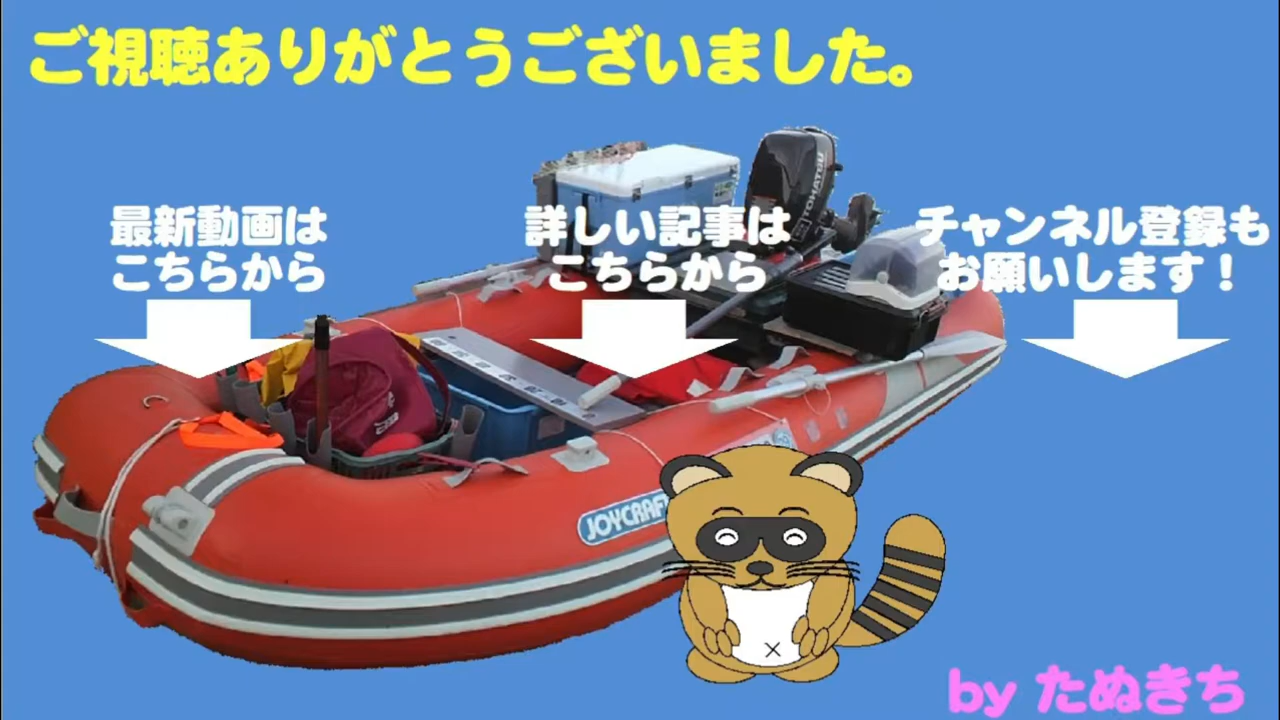 ご視聴ありがとうございました。
最新動画は
こちらから
詳しい記事は
こちらから
チャンネル登録も
お願いします！
TOHATSU
JOYCRAF
by たぬきち